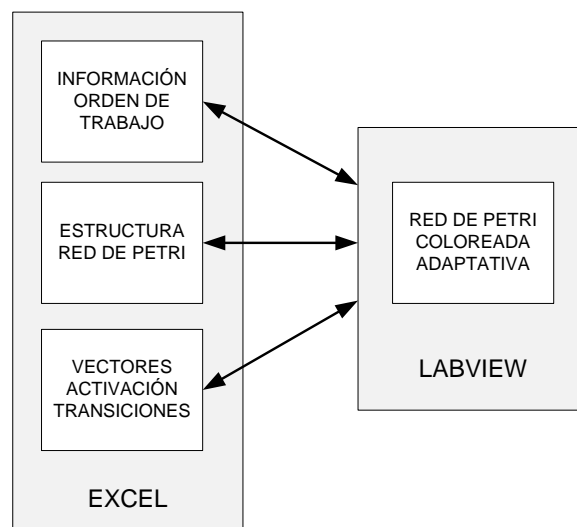 INFORMACIÓN
ORDEN DE
TRABAJO
ESTRUCTURA
RED DE PETRI
VECTORES
ACTIVACIÓN
TRANSICIONES
EXCEL
RED DE PETRI
COLOREADA
ADAPTATIVA
LABVIEW